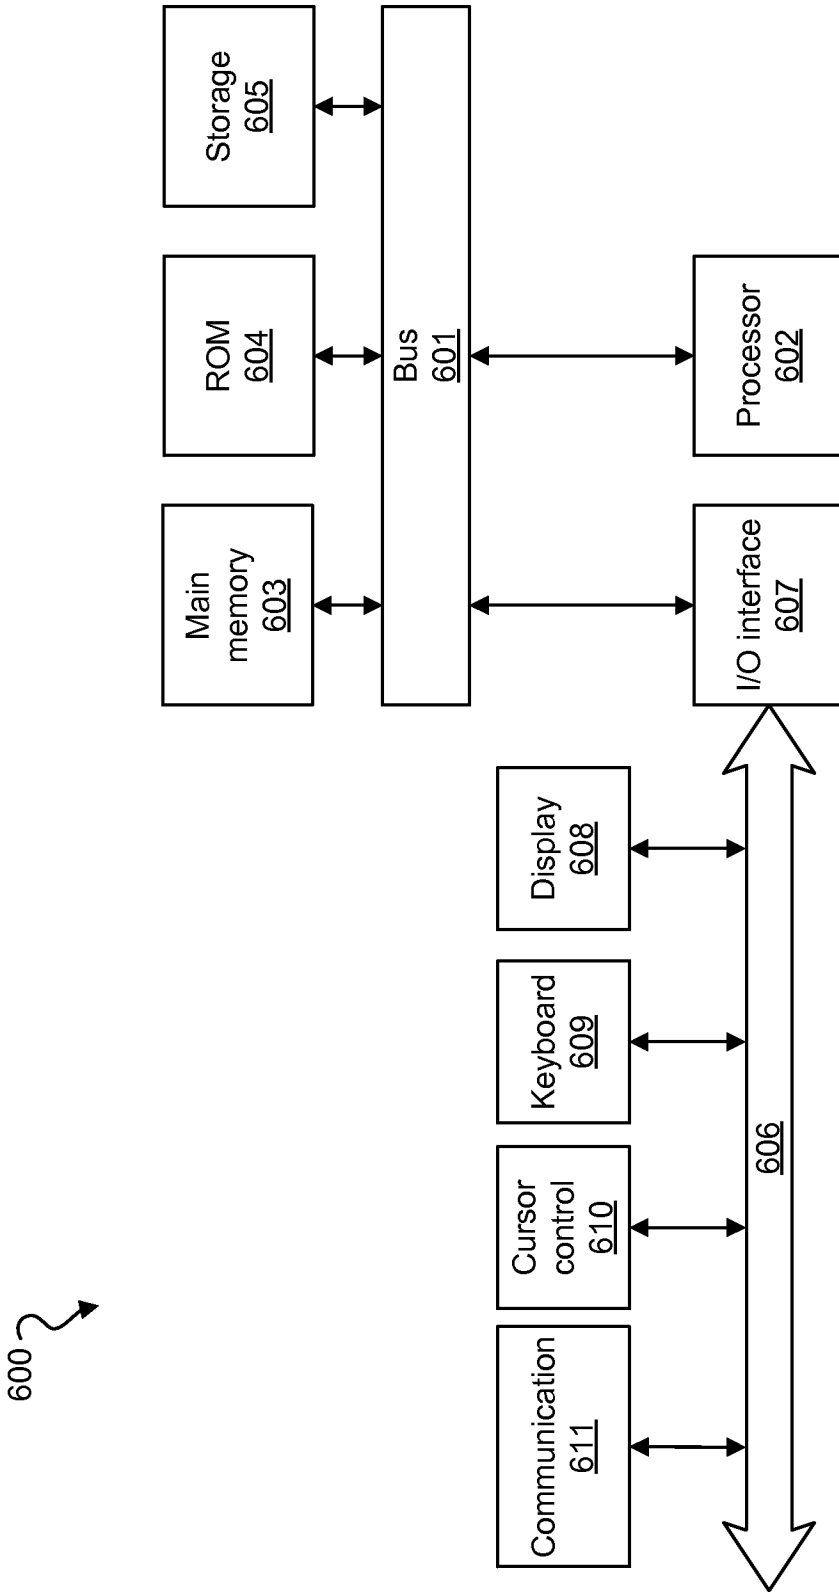 600
Main
memory
603
ROM
604
Storage
605
Bus
601
Communication
611
Cursor
control
610
Keyboard
609
Display
608
606
I/O interface
607
Processor
602